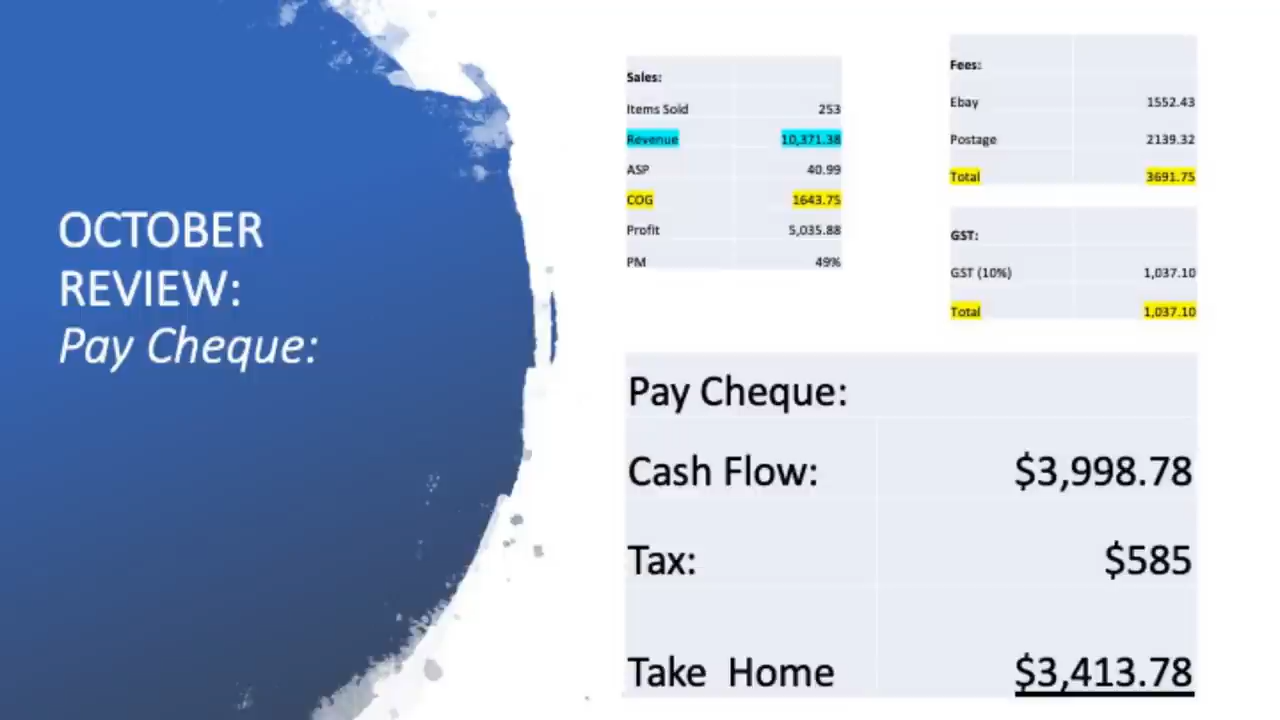 OCTOBER
REVIEW:
Pay Cheque:
Sales:
Items Sold 253
Revenue 10,371.38
ASP 40.99
COG 1643.75
Profit 5,035.88
PM 49%
Fees:
Ebay 1552.43
Postage 2139.32
Total 3691.75
GST:
GST (10%) 1,037.10
Total 1,037.10
Pay Cheque:
Cash Flow: $3,998.78
Tax: $585
Take Home $3,413.78